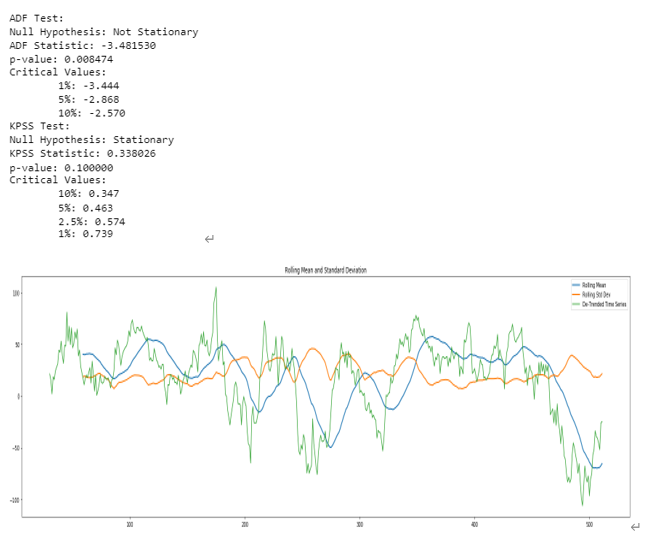 ADF Test:
Null Hypothesis: Not Stationary
ADF Statistic: -3.481530
p-value: 0.008474
Critical Values:
1%: -3.444
5%: -2.868
10%: -2.570
KPSS Test:
Null Hypothesis: Stationary
KPSS Statistic: 0.338026
p-value: 0.100000
Critical Values:
10%: 0.347
5%: 0.463
2.5%: 0.574
1%: 0.739
Rolling Mean and Standard Deviation
Rolling Mean
Rolling Std Dev
De-Trended Time Series
100
50
0
-50
-100
100 200 300 400 500